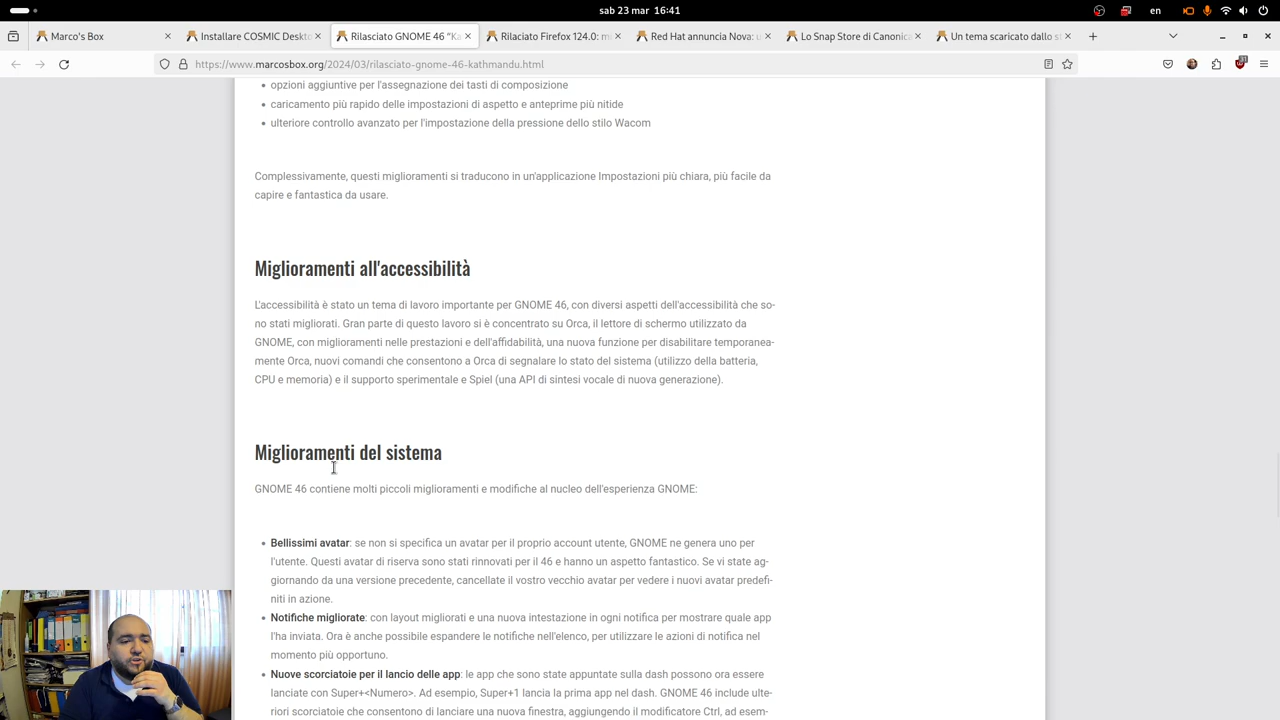 sab 23 mar 16:41
en
Marco's Box
Installare COSMIC Deskto
Rilasciato GNOME 46 "Ka
Rilaciato Firefox 124.0: m
Red Hat annuncia Nova: u
Lo Snap Store di Canonic
Un tema scaricato dallo s
https://www.marcosbox.org/2024/03/rilasciato-gnome-46-kathmandu.html
opzioni aggiuntive per l'assegnazione dei tasti di composizione
caricamento più rapido delle impostazioni di aspetto e anteprime più nitide
ulteriore controllo avanzato per l'impostazione della pressione dello stilo Wacom
Complessivamente, questi miglioramenti si traducono in un'applicazione Impostazioni più chiara, più facile da
capire e fantastica da usare.
Miglioramenti all'accessibilità
L'accessibilità è stato un tema di lavoro importante per GNOME 46, con diversi aspetti dell'accessibilità che so-
no stati migliorati. Gran parte di questo lavoro si è concentrato su Orca, il lettore di schermo utilizzato da
GNOME, con miglioramenti nelle prestazioni e dell'affidabilità, una nuova funzione per disabilitare temporanea-
mente Orca, nuovi comandi che consentono a Orca di segnalare lo stato del sistema (utilizzo della batteria,
CPU e memoria) e il supporto sperimentale e Spiel (una API di sintesi vocale di nuova generazione).
Miglioramenti del sistema
GNOME 46 contiene molti piccoli miglioramenti e modifiche al nucleo dell'esperienza GNOME:
Bellissimi avatar: se non si specifica un avatar per il proprio account utente, GNOME ne genera uno per
l'utente. Questi avatar di riserva sono stati rinnovati per il 46 e hanno un aspetto fantastico. Se vi state ag-
giornando da una versione precedente, cancellate il vostro vecchio avatar per vedere i nuovi avatar predefi-
niti in azione.
Notifiche migliorate: con layout migliorati e una nuova intestazione in ogni notifica per mostrare quale app
l'ha inviata. Ora è anche possibile espandere le notifiche nell'elenco, per utilizzare le azioni di notifica nel
momento più opportuno.
Nuove scorciatoie per il lancio delle app: le app che sono state appuntate sulla dash possono ora essere
lanciate con Super+<Numero>. Ad esempio, Super+1 lancia la prima app nel dash. GNOME 46 include ulte-
riori scorciatoie che consentono di lanciare una nuova finestra, aggiungendo il modificatore Ctrl, ad esem-